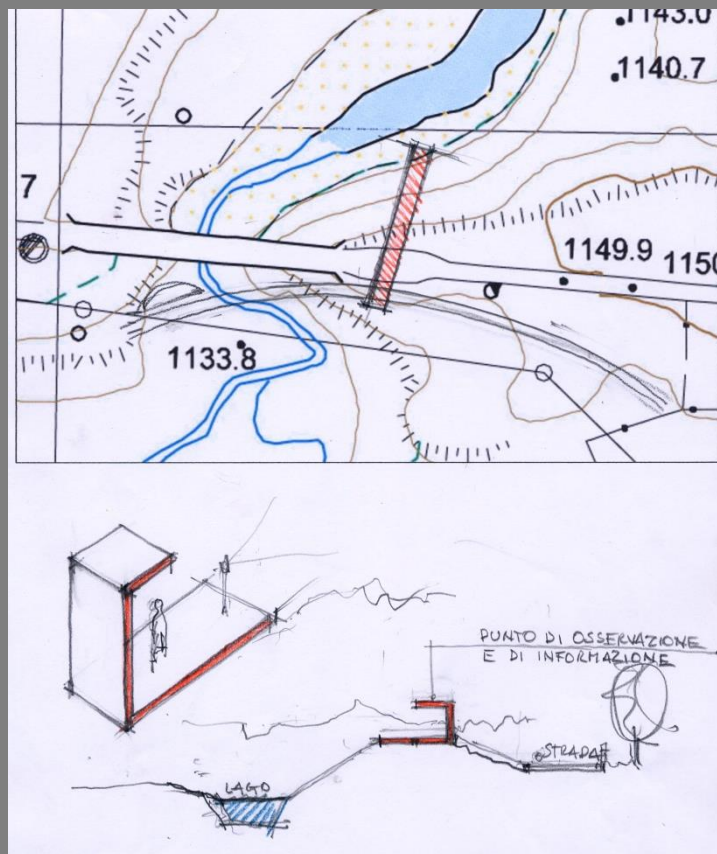 1143.0
1140.7
7
1149.9 1150
1133.8
PUNTO DI OSSERVAZIONE
E DI INFORMAZIONE
STRADA
LAGO